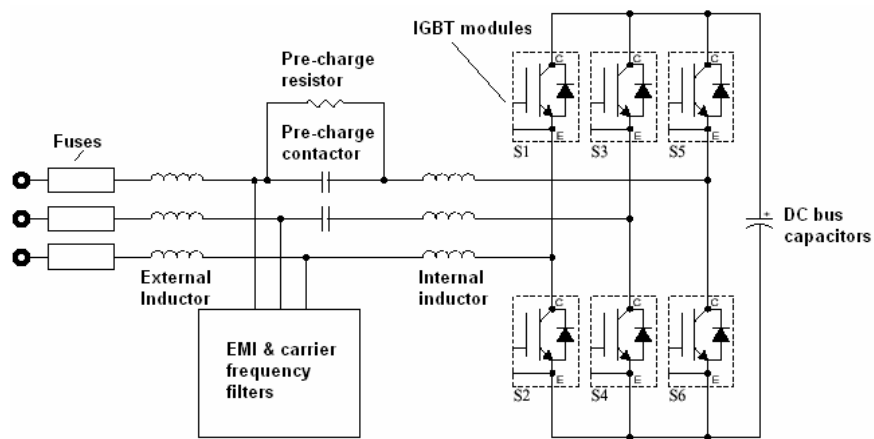 IGBT modules
Pre-charge
resistor
Pre-charge
contactor
Fuses
C
C
C
E
E
E
S1
S3
S5
+
DC bus
capacitors
External
Inductor
Internal
inductor
EMI & carrier
frequency
filters
C
C
C
E
E
E
S2
S4
S6